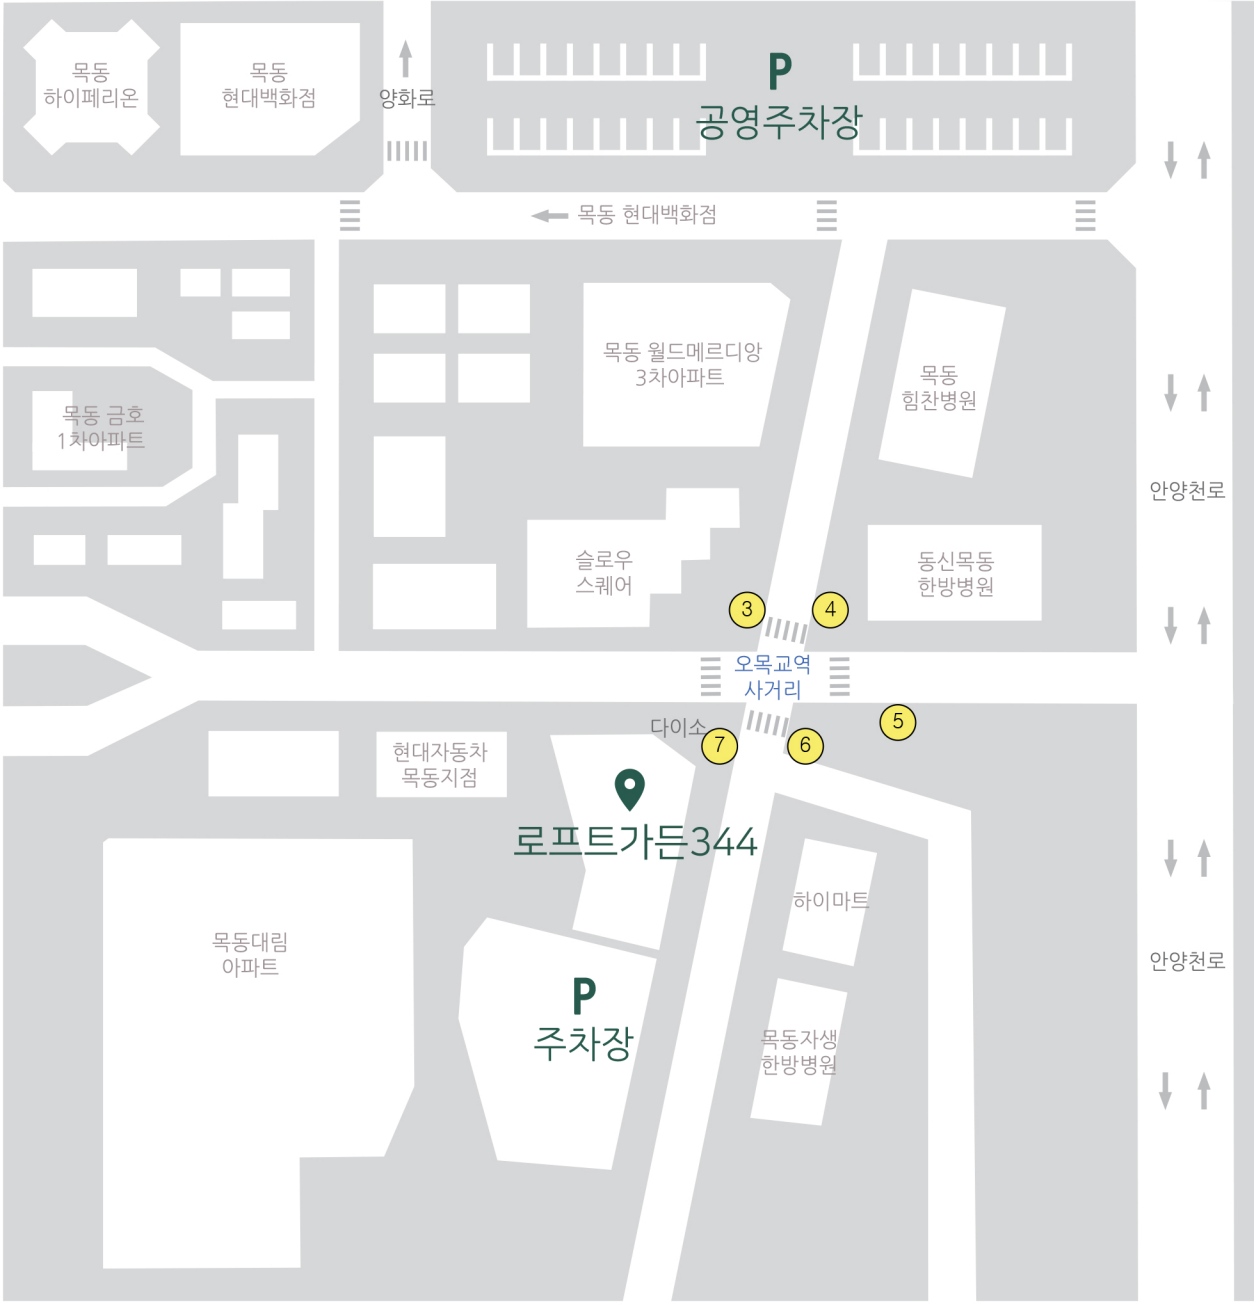 목동
하이페리온
목동
현대백화점
양화로
P
공영주차장
목동 현대백화점
목동 월드메르디앙
3차아파트
목동
힘찬병원
목동 금호
1차아파트
안양천로
슬로우
스퀘어
동신목동
한방병원
3
4
오목교역
사거리
5
다이소
7
6
현대자동차
목동지점
로프트가든344
하이마트
목동대림
아파트
안양천로
P
주차장
목동자생
한방병원